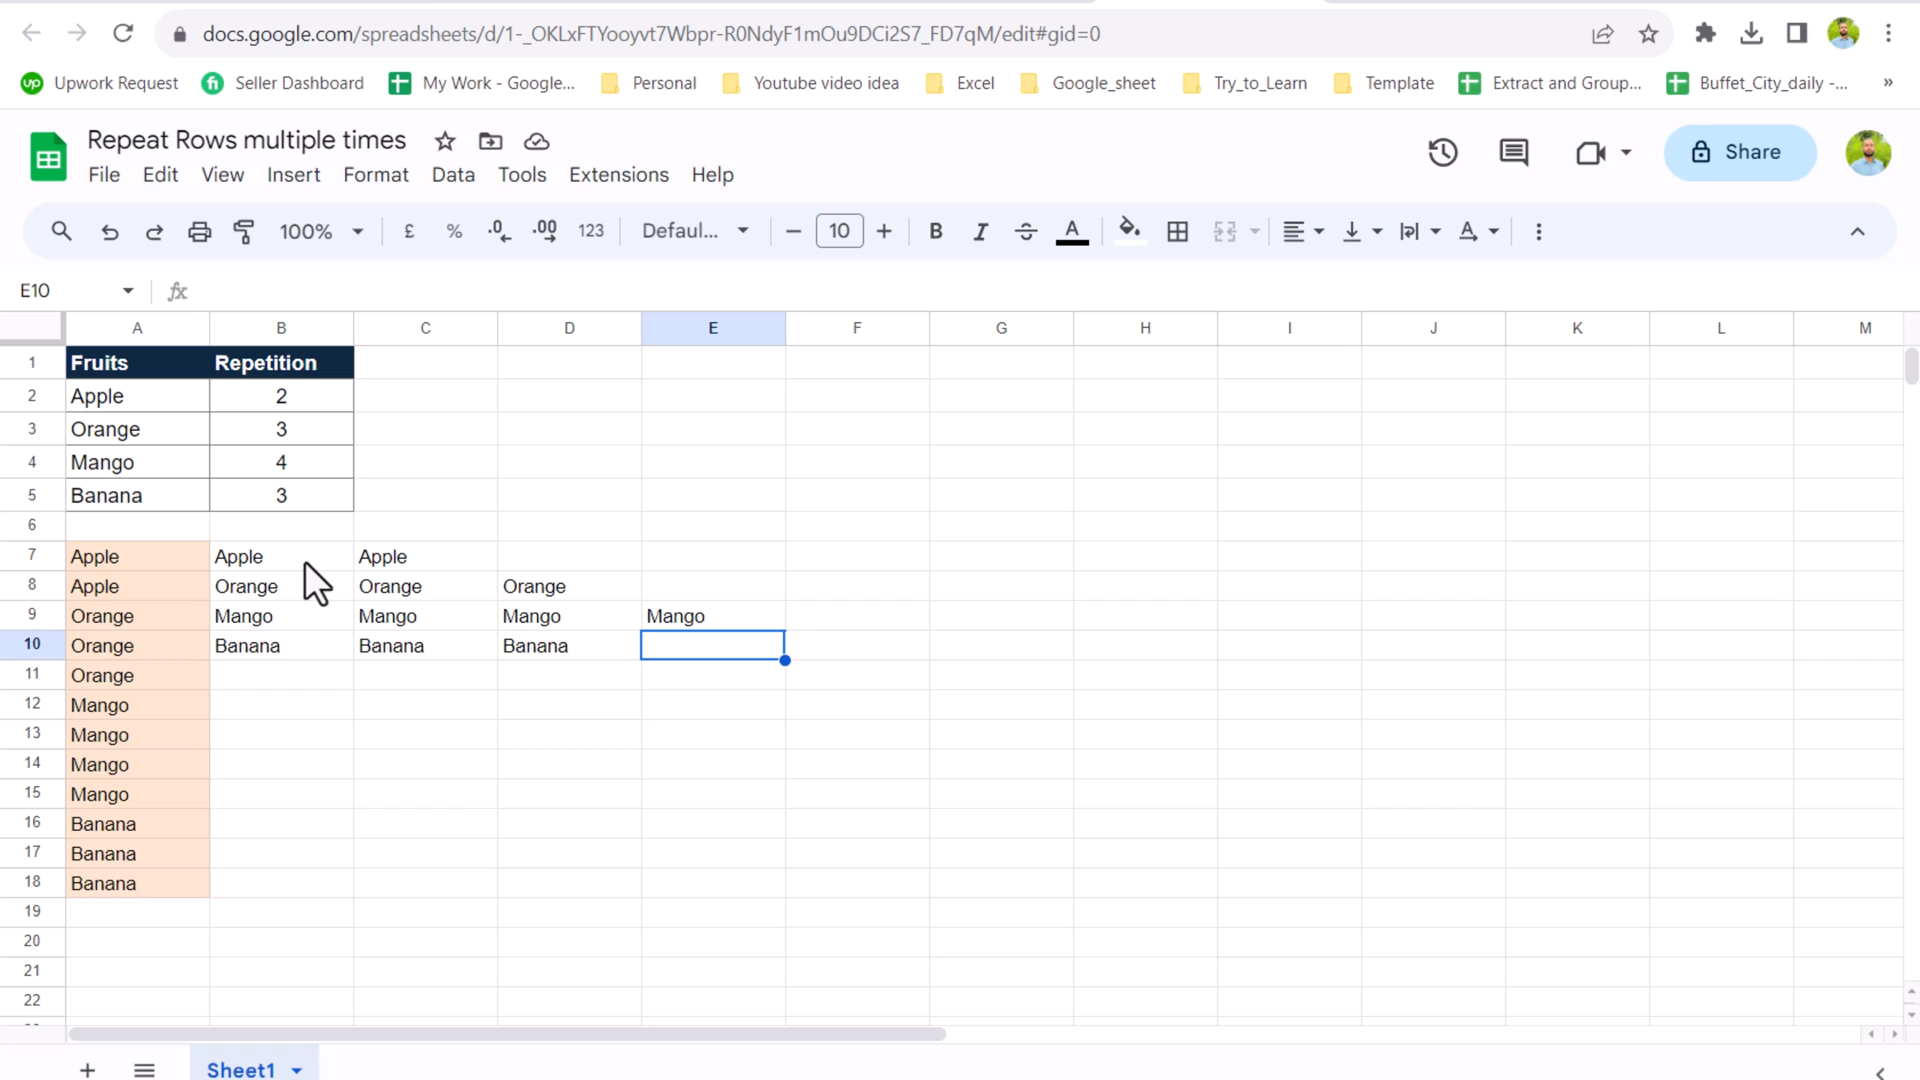 docs.google.com/spreadsheets/d/1-_OKLxFTYooyvt7Wbpr-R0NdyF1mOu9DCi2S7_FD7qM/edit#gid=0
up Upwork Request fi Seller Dashboard My Work - Google... Personal Youtube video idea Excel Google_sheet Try_to_Learn Template Extract and Group... Buffet_City_daily -... »
Repeat Rows multiple times
File Edit View Insert Format Data Tools Extensions Help
Share
100% £ % .0 .00 123 Defaul... − 10 + B I S A A
E10 fx
A B C D E F G H I J K L M
1 Fruits Repetition
2 Apple 2
3 Orange 3
4 Mango 4
5 Banana 3
6
7 Apple Apple Apple
8 Apple Orange Orange Orange
9 Orange Mango Mango Mango Mango
10 Orange Banana Banana Banana
11 Orange
12 Mango
13 Mango
14 Mango
15 Mango
16 Banana
17 Banana
18 Banana
19
20
21
22
+ Sheet1